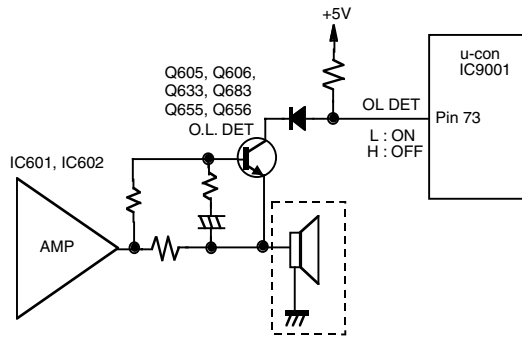 +5V
u-con
IC9001
Q605, Q606,
Q633, Q683
Q655, Q656
O.L. DET
OL DET
Pin 73
L : ON
H : OFF
IC601, IC602
AMP